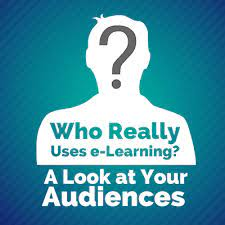 ?
Who Really
Uses e-Learning?
A Look at Your
Audiences